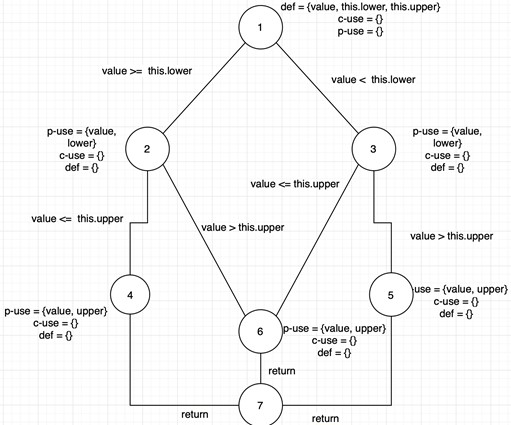 def = {value, this.lower, this.upper}
c-use = {}
p-use = {}
1
value >= this.lower
value < this.lower
p-use = {value,
lower}
c-use = {}
def = {}
2
3
p-use = {value,
lower}
c-use = {}
def = {}
value <= this.upper
value <= this.upper
value > this.upper
value > this.upper
4
p-use = {value, upper}
c-use = {}
def = {}
5
use = {value, upper}
c-use = {}
def = {}
6
p-use = {value, upper}
c-use = {}
def = {}
return
7
return
return